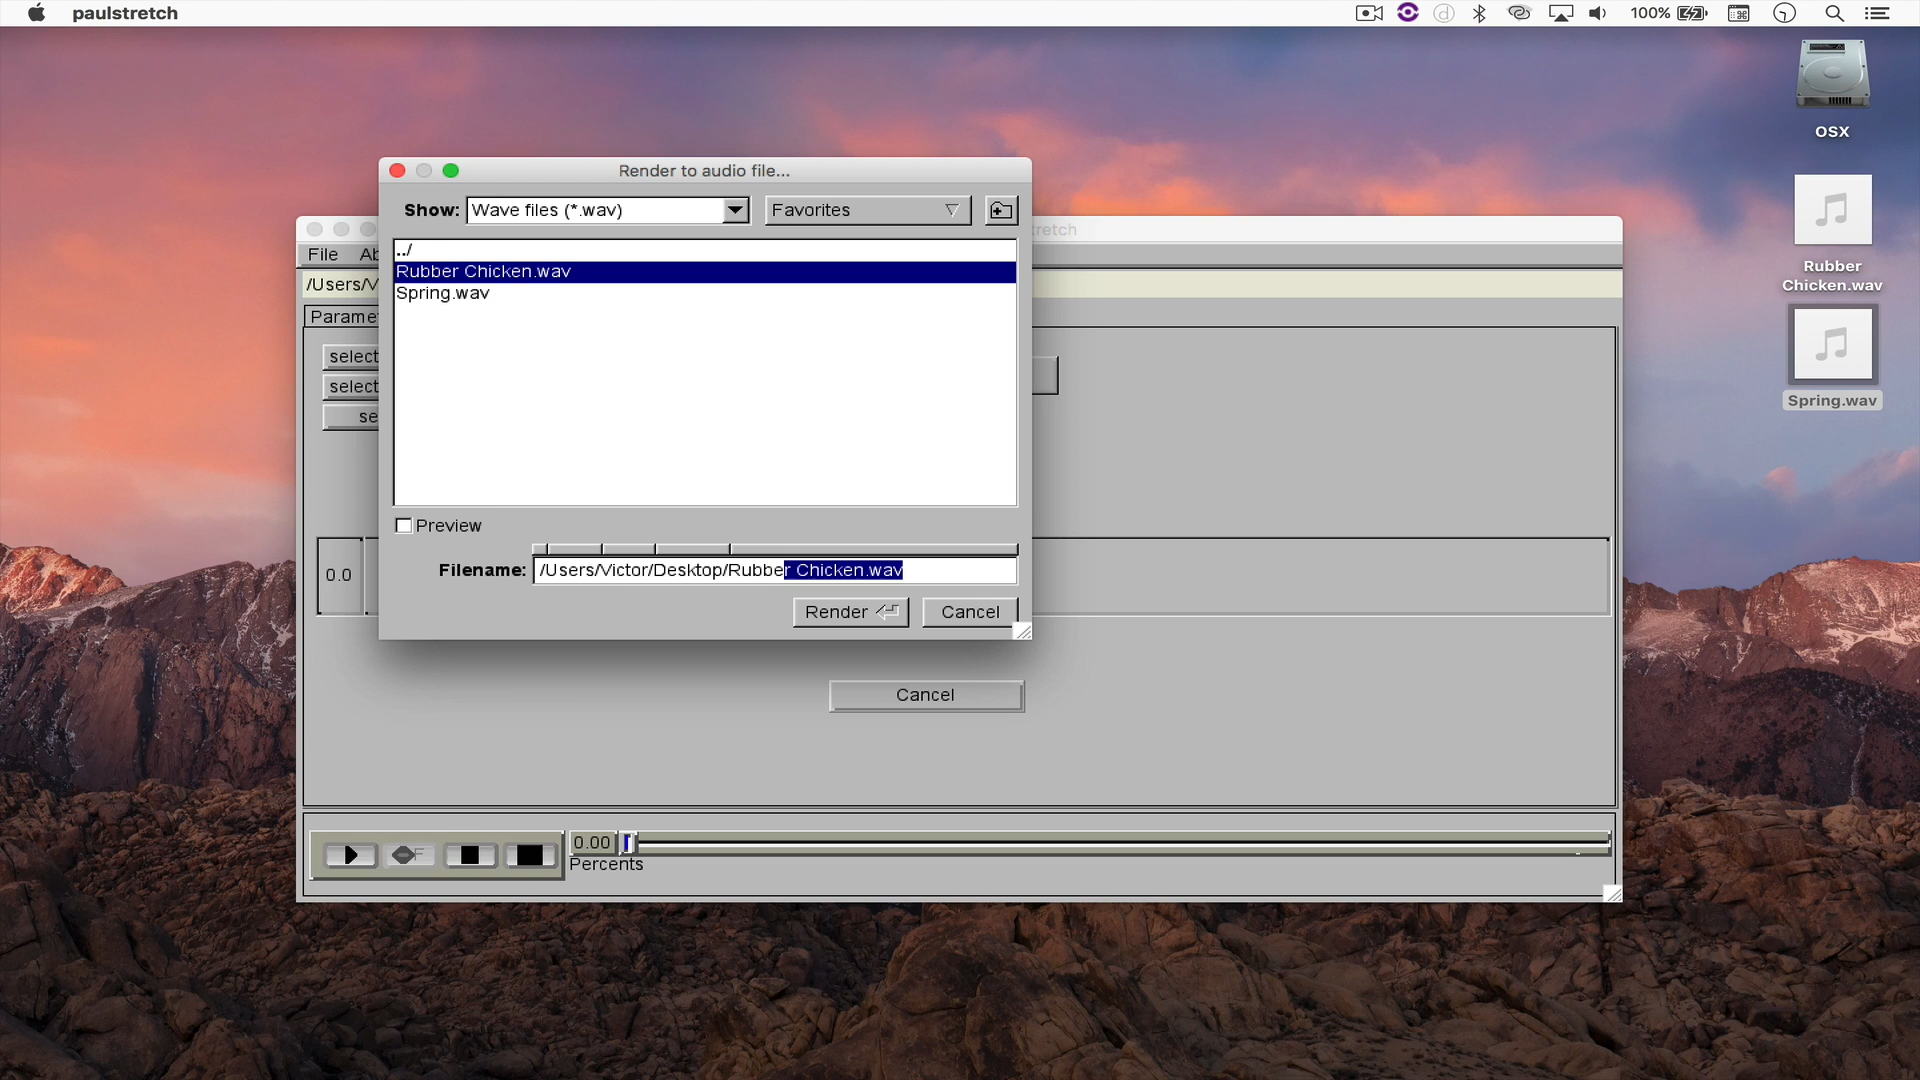 paulstretch
100%
OSX
Rubber
Chicken.wav
Spring.wav
Render to audio file...
Show: Wave files (*.wav) Favorites
../
Rubber Chicken.wav
Spring.wav
Preview
Filename: /Users/Victor/Desktop/Rubber Chicken.wav
Render Cancel
File
/Users/V
select
select
0.0
Cancel
0.00
Percents